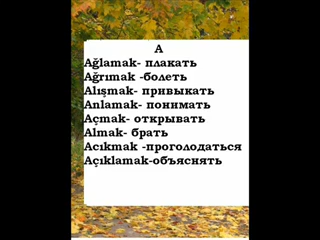 A
Ağlamak- плакать
Ağrımak -болеть
Alışmak- привыкать
Anlamak- понимать
Açmak- открывать
Almak- брать
Acıkmak -проголодаться
Açıklamak-объяснять